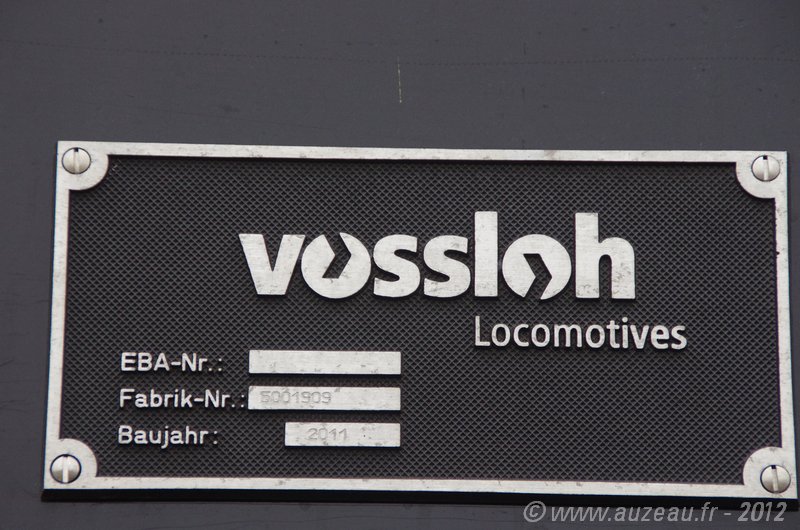 vossloh
Locomotives
EBA-Nr.:
Fabrik-Nr.: 5001909
Baujahr: 2011
© www.auzeau.fr - 2012